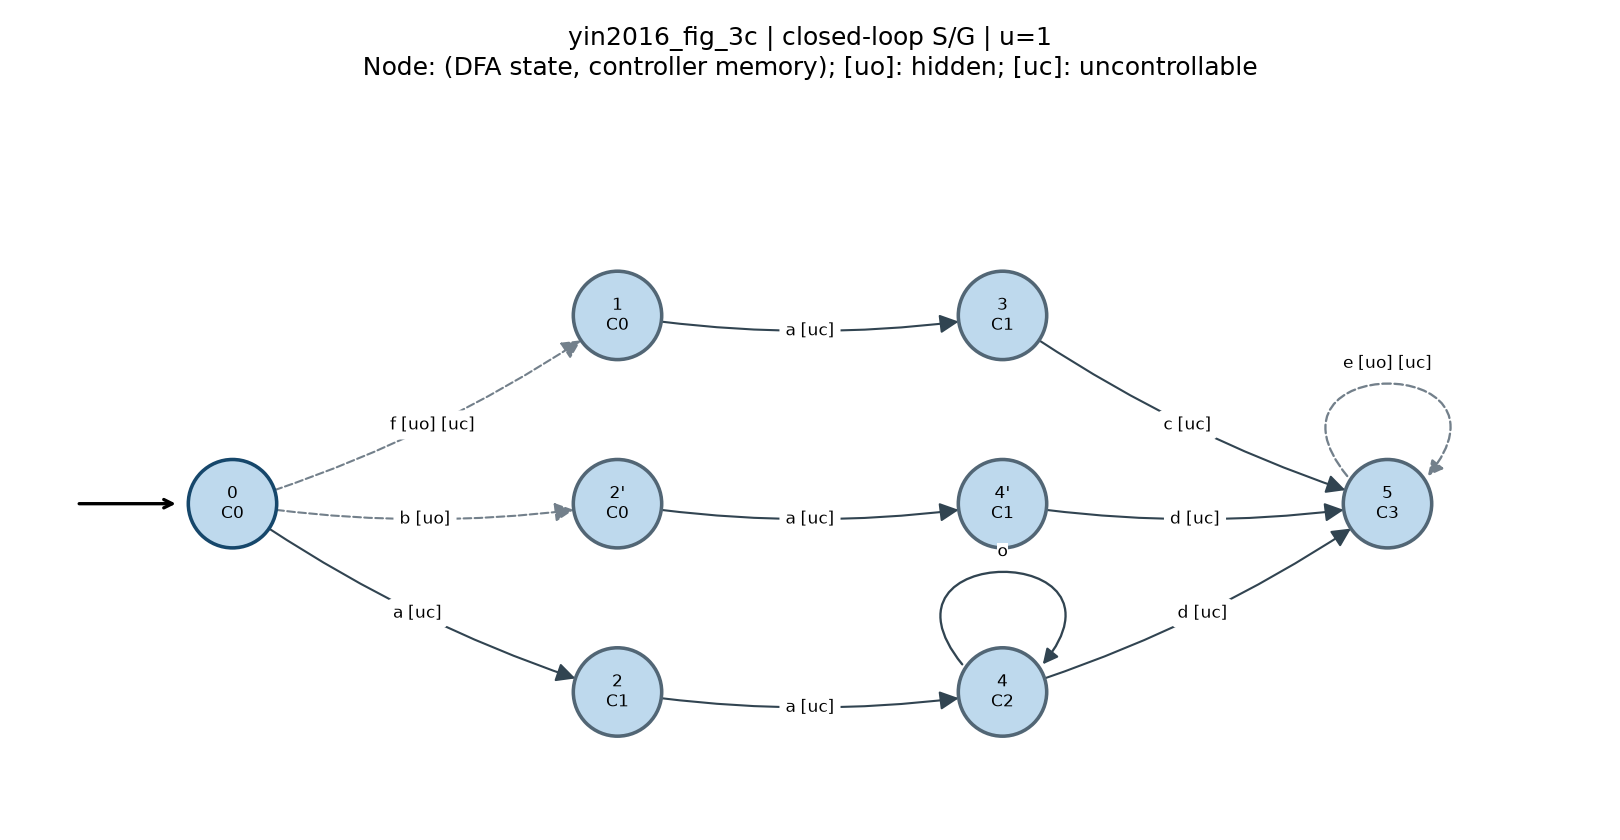 yin2016_fig_3c | closed-loop S/G | u=1
Node: (DFA state, controller memory); [uo]: hidden; [uc]: uncontrollable
1
C0
a [uc]
3
C1
e [uo] [uc]
f [uo] [uc]
c [uc]
0
C0
b [uo]
2'
C0
a [uc]
4'
C1
d [uc]
5
C3
o
a [uc]
d [uc]
2
C1
a [uc]
4
C2